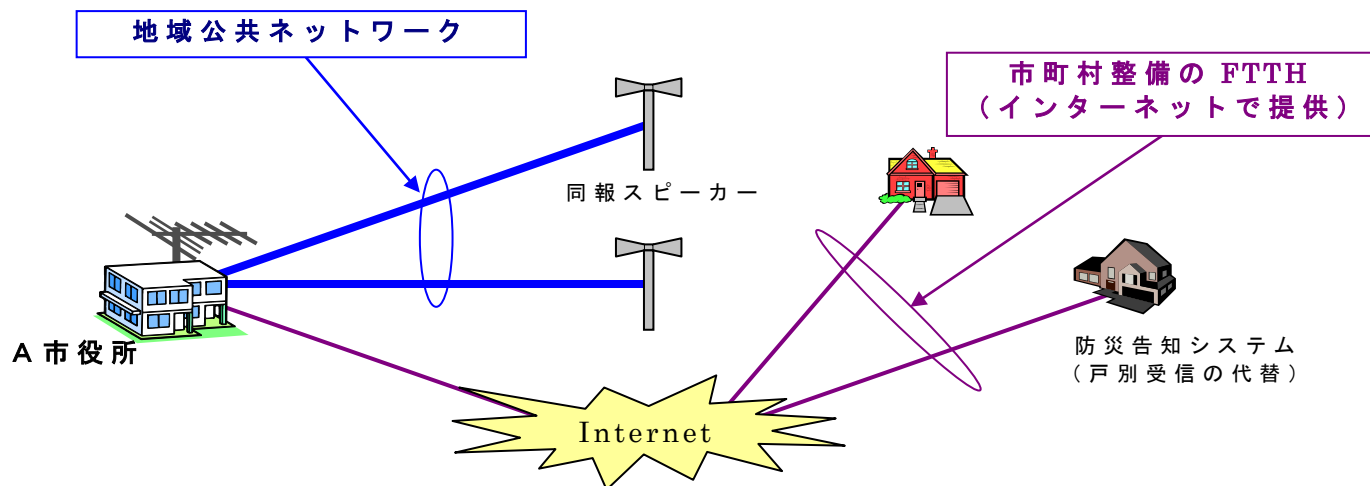 地域公共ネットワーク
市町村整備の FTTH
(インターネットで提供)
同報スピーカー
A市役所
防災告知システム
(戸別受信の代替)
Internet